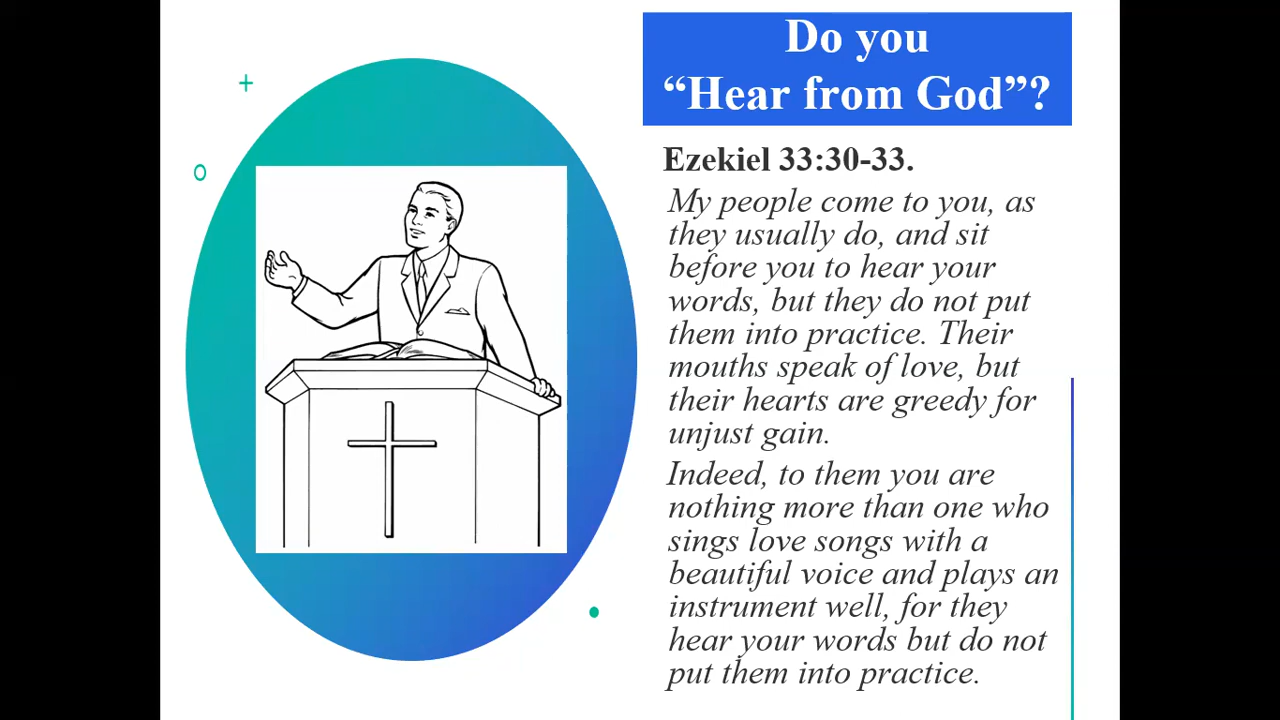 Do you
“Hear from God”?
Ezekiel 33:30-33.
My people come to you, as
they usually do, and sit
before you to hear your
words, but they do not put
them into practice. Their
mouths speak of love, but
their hearts are greedy for
unjust gain.
Indeed, to them you are
nothing more than one who
sings love songs with a
beautiful voice and plays an
instrument well, for they
hear your words but do not
put them into practice.